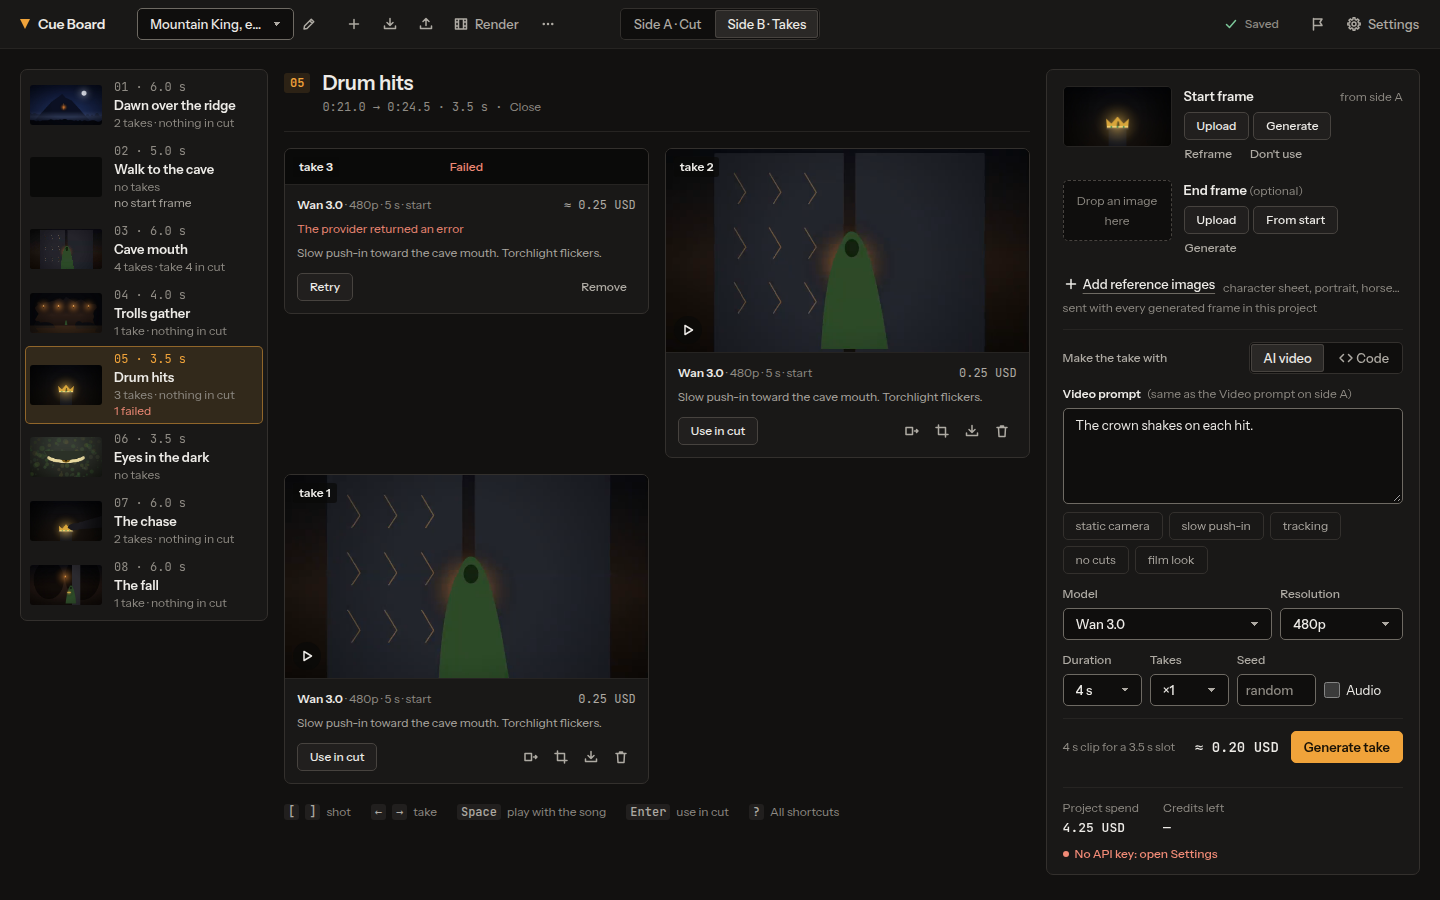 Cue Board
Mountain King, e...
Render
Side A · Cut
Side B · Takes
Saved
Settings
01 · 6.0 s
Dawn over the ridge
2 takes · nothing in cut
02 · 5.0 s
Walk to the cave
no takes
no start frame
03 · 6.0 s
Cave mouth
4 takes · take 4 in cut
04 · 4.0 s
Trolls gather
1 take · nothing in cut
05 · 3.5 s
Drum hits
3 takes · nothing in cut
1 failed
06 · 3.5 s
Eyes in the dark
no takes
07 · 6.0 s
The chase
2 takes · nothing in cut
08 · 6.0 s
The fall
1 take · nothing in cut
05 Drum hits
0:21.0 → 0:24.5 · 3.5 s · Close
take 3
Failed
Wan 3.0 · 480p · 5 s · start ≈ 0.25 USD
The provider returned an error
Slow push-in toward the cave mouth. Torchlight flickers.
Retry
Remove
take 2
Wan 3.0 · 480p · 5 s · start 0.25 USD
Slow push-in toward the cave mouth. Torchlight flickers.
Use in cut
take 1
Wan 3.0 · 480p · 5 s · start 0.25 USD
Slow push-in toward the cave mouth. Torchlight flickers.
Use in cut
[ ] shot ← → take Space play with the song Enter use in cut ? All shortcuts
Start frame from side A
Upload Generate
Reframe Don't use
Drop an image
here
End frame (optional)
Upload From start
Generate
+ Add reference images character sheet, portrait, horse...
sent with every generated frame in this project
Make the take with
AI video
<> Code
Video prompt (same as the Video prompt on side A)
The crown shakes on each hit.
static camera slow push-in tracking
no cuts film look
Model Resolution
Wan 3.0 480p
Duration Takes Seed
4 s ×1 random Audio
4 s clip for a 3.5 s slot ≈ 0.20 USD Generate take
Project spend Credits left
4.25 USD –
No API key: open Settings